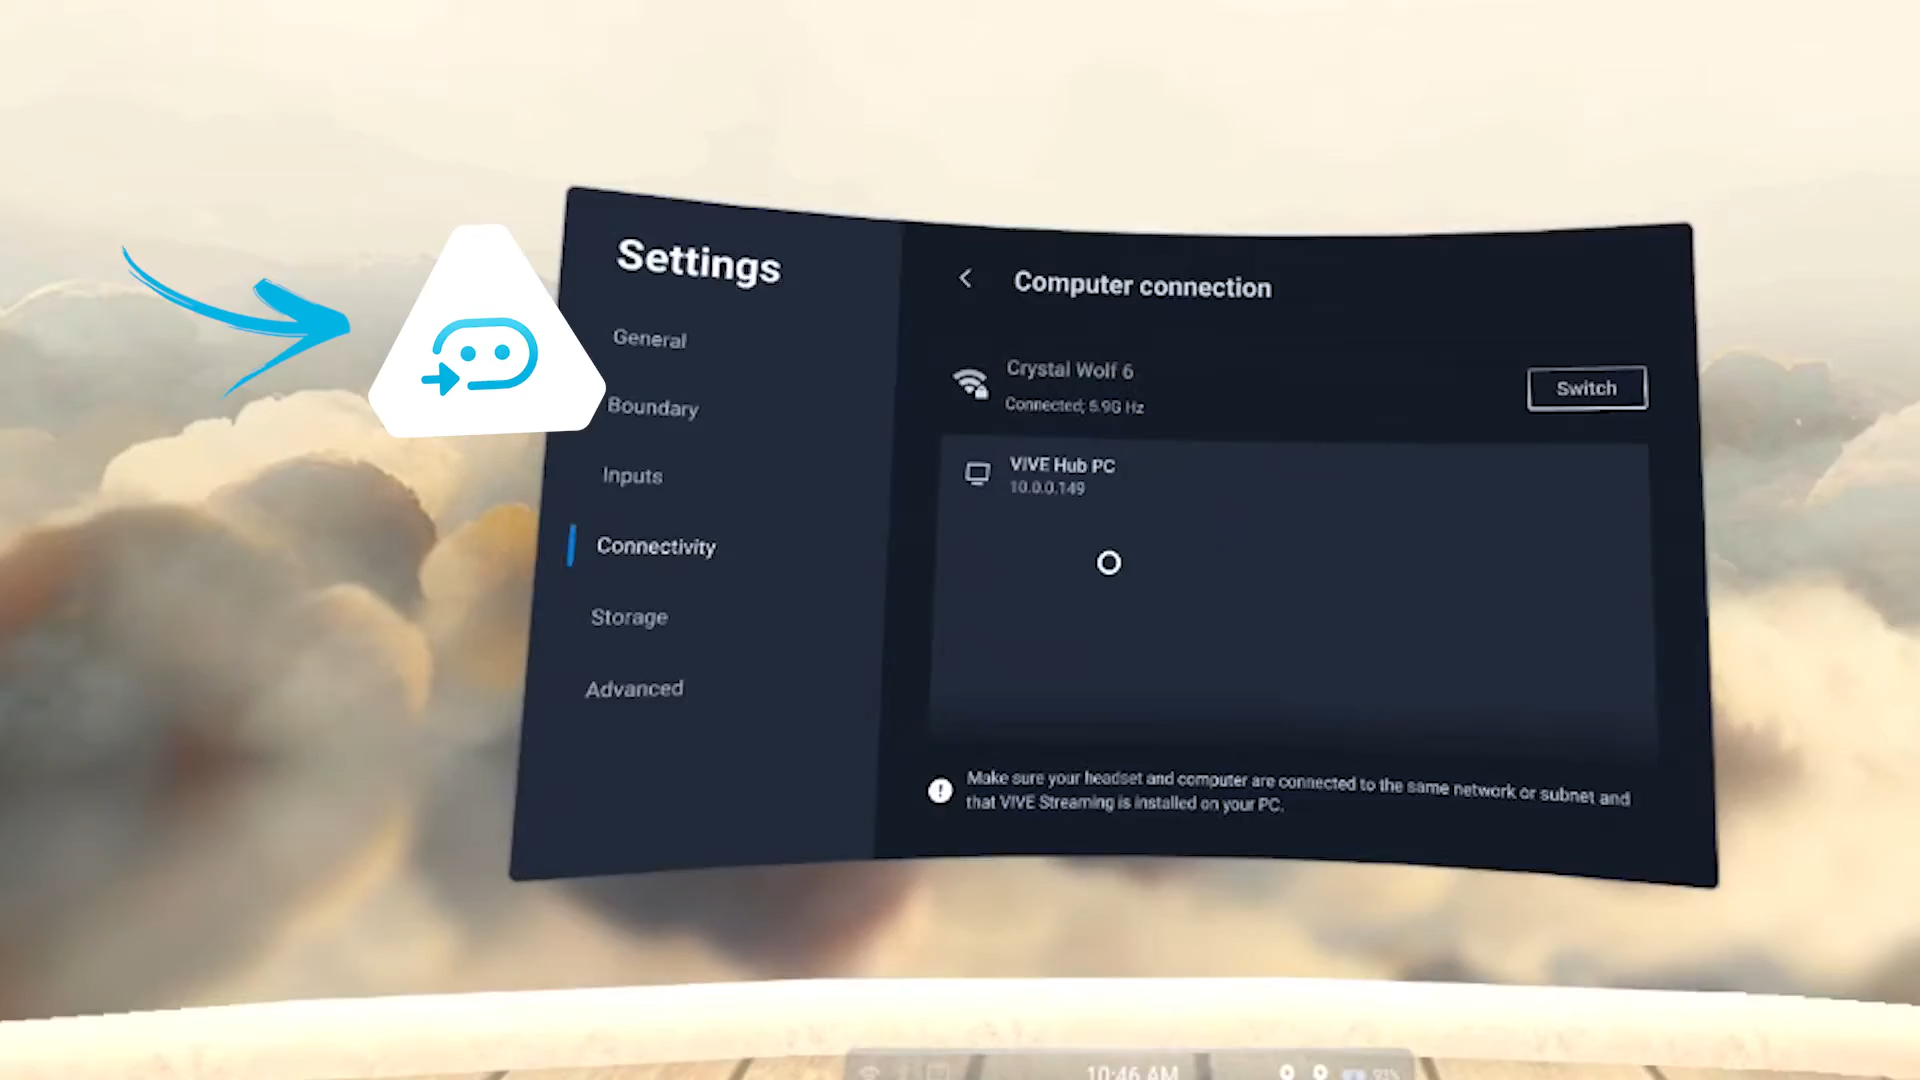 Settings
General
Boundary
Inputs
Connectivity
Storage
Advanced
Computer connection
Crystal Wolf 6
Connected; 5.9G Hz
Switch
VIVE Hub PC
10.0.0.149
Make sure your headset and computer are connected to the same network or subnet and
that VIVE Streaming is installed on your PC.
10:46 AM
93%